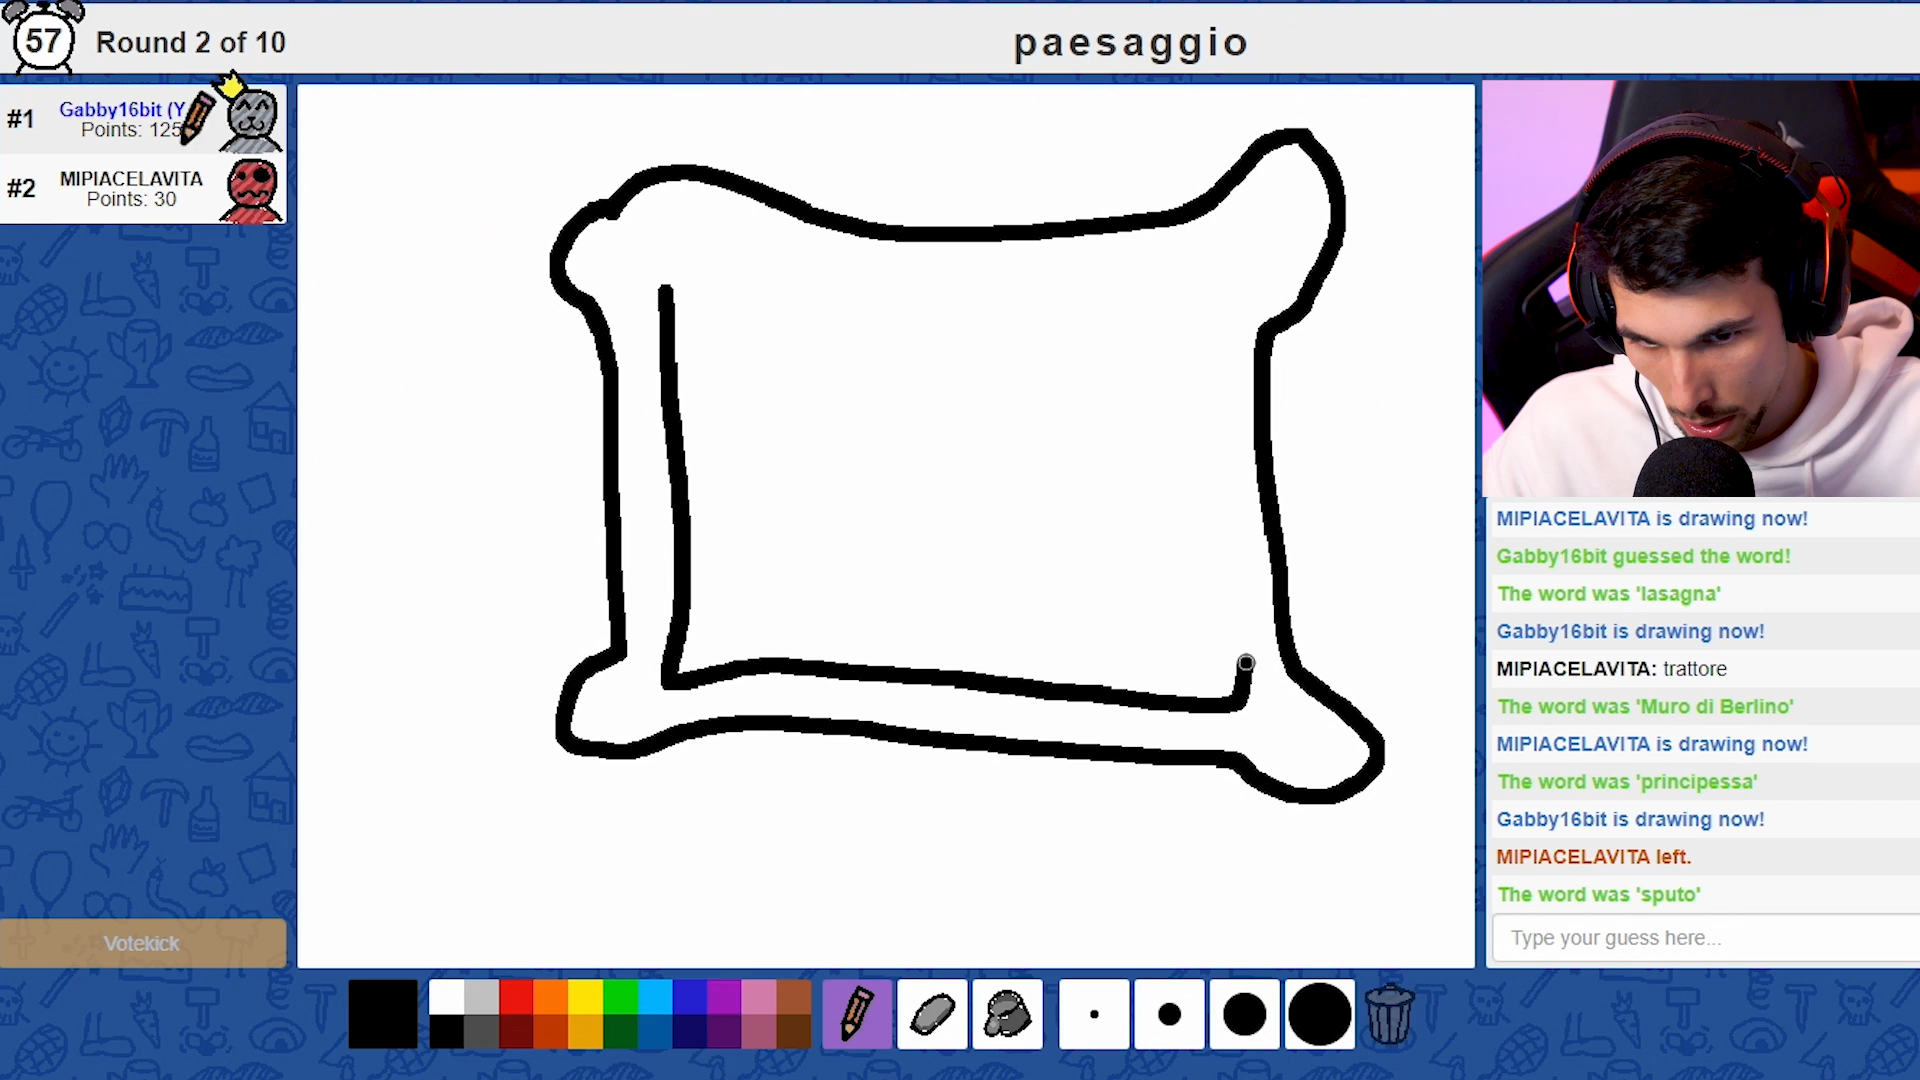 57
Round 2 of 10
paesaggio
#1
Gabby16bit (Y
Points: 125
#2
MIPIACELAVITA
Points: 30
MIPIACELAVITA is drawing now!
Gabby16bit guessed the word!
The word was 'lasagna'
Gabby16bit is drawing now!
MIPIACELAVITA: trattore
The word was 'Muro di Berlino'
MIPIACELAVITA is drawing now!
The word was 'principessa'
Gabby16bit is drawing now!
MIPIACELAVITA left.
The word was 'sputo'
Type your guess here...
Votekick